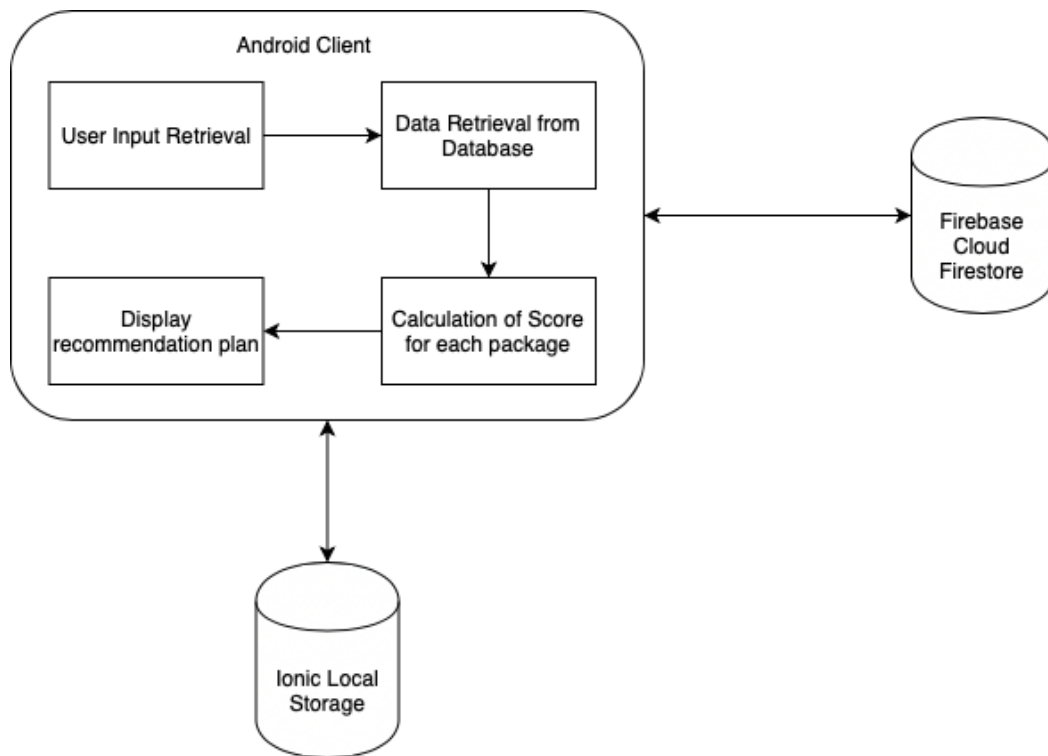 Android Client
User Input Retrieval
Data Retrieval from
Database
Display
recommendation plan
Calculation of Score
for each package
Firebase
Cloud
Firestore
Ionic Local
Storage